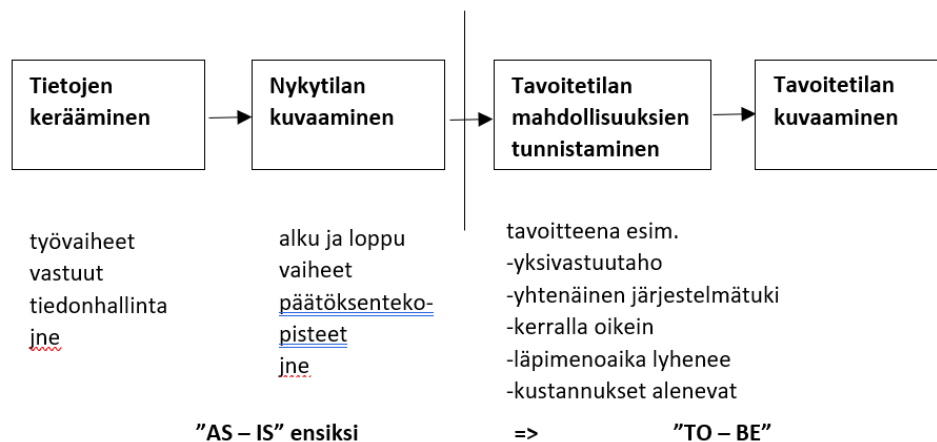 Tietojen
kerääminen
Nykytilan
kuvaaminen
Tavoitetilan
mahdollisuuksien
tunnistaminen
Tavoitetilan
kuvaaminen
työvaiheet
vastuut
tiedonhallinta
jne
alku ja loppu
vaiheet
päätöksenteko-
pisteet
jne
tavoitteena esim.
-yksivastuutaho
-yhtenäinen järjestelmätuki
-kerralla oikein
-läpimenoaika lyhenee
-kustannukset alenevat
”AS – IS” ensiksi => ”TO – BE”